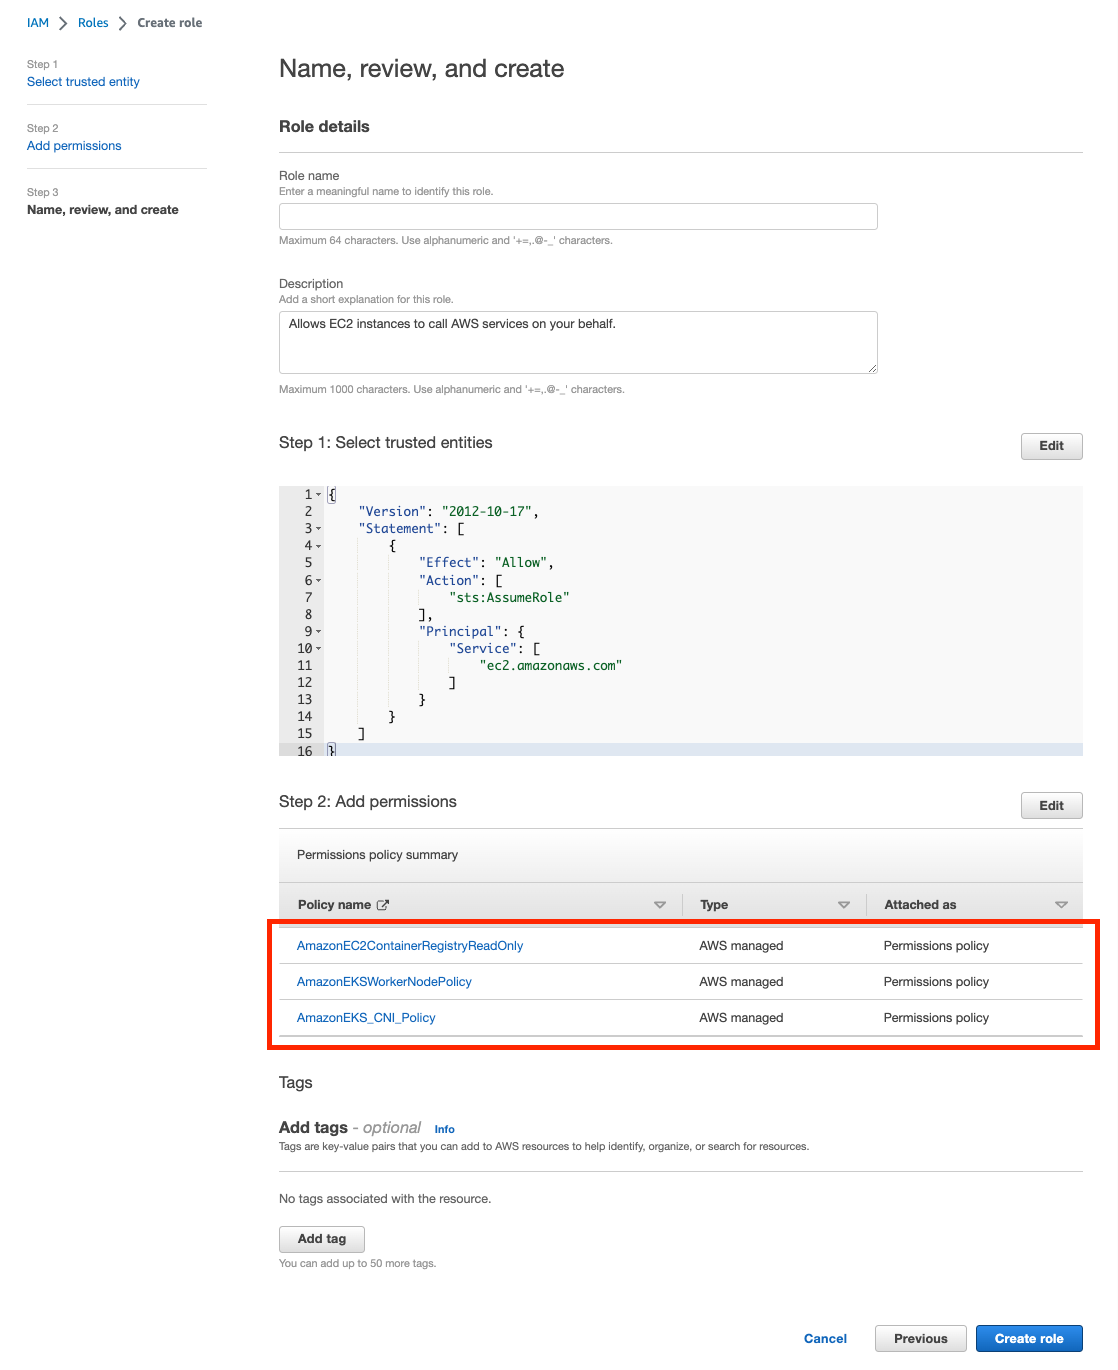 IAM > Roles > Create role
Step 1
Select trusted entity
Step 2
Add permissions
Step 3
Name, review, and create
Name, review, and create
Role details
Role name
Enter a meaningful name to identify this role.
Maximum 64 characters. Use alphanumeric and '+=,.@-_' characters.
Description
Add a short explanation for this role.
Allows EC2 instances to call AWS services on your behalf.
Maximum 1000 characters. Use alphanumeric and '+=,.@-_' characters.
Step 1: Select trusted entities
Edit
1 {
2     "Version": "2012-10-17",
3     "Statement": [
4         {
5             "Effect": "Allow",
6             "Action": [
7                 "sts:AssumeRole"
8             ],
9             "Principal": {
10                 "Service": [
11                     "ec2.amazonaws.com"
12                 ]
13             }
14         }
15     ]
16 }
Step 2: Add permissions
Edit
Permissions policy summary
Policy name Type Attached as
AmazonEC2ContainerRegistryReadOnly AWS managed Permissions policy
AmazonEKSWorkerNodePolicy AWS managed Permissions policy
AmazonEKS_CNI_Policy AWS managed Permissions policy
Tags
Add tags - optional Info
Tags are key-value pairs that you can add to AWS resources to help identify, organize, or search for resources.
No tags associated with the resource.
Add tag
You can add up to 50 more tags.
Cancel Previous Create role